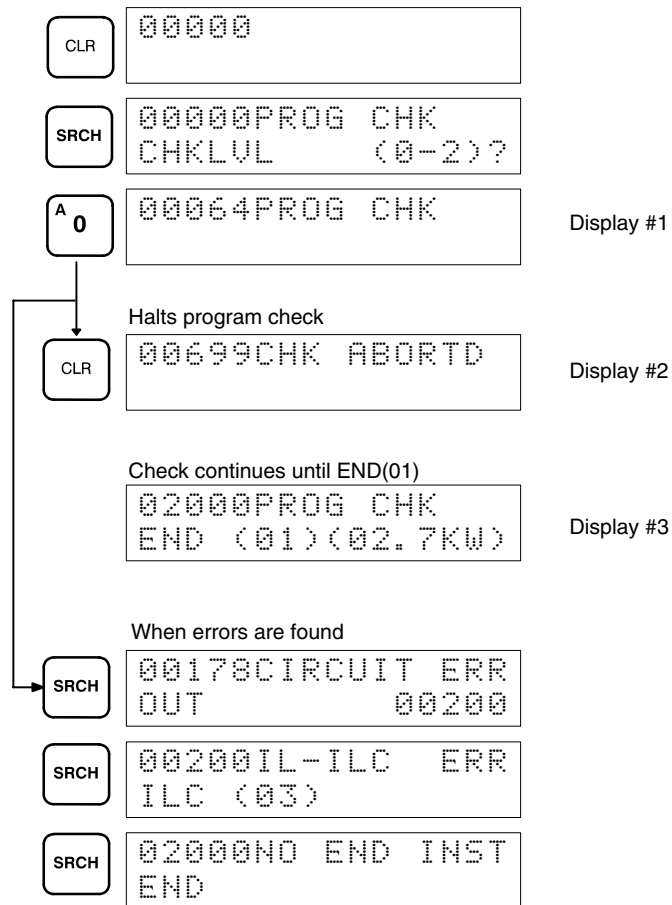 CLR
00000
SRCH
00000PROG CHK
CHKLVL (0-2)?
A
0
00064PROG CHK
Display #1
Halts program check
CLR
00699CHK ABORTD
Display #2
Check continues until END(01)
02000PROG CHK
END (01)(02.7KW)
Display #3
When errors are found
SRCH
00178CIRCUIT ERR
OUT 00200
SRCH
00200IL-ILC ERR
ILC (03)
SRCH
02000NO END INST
END